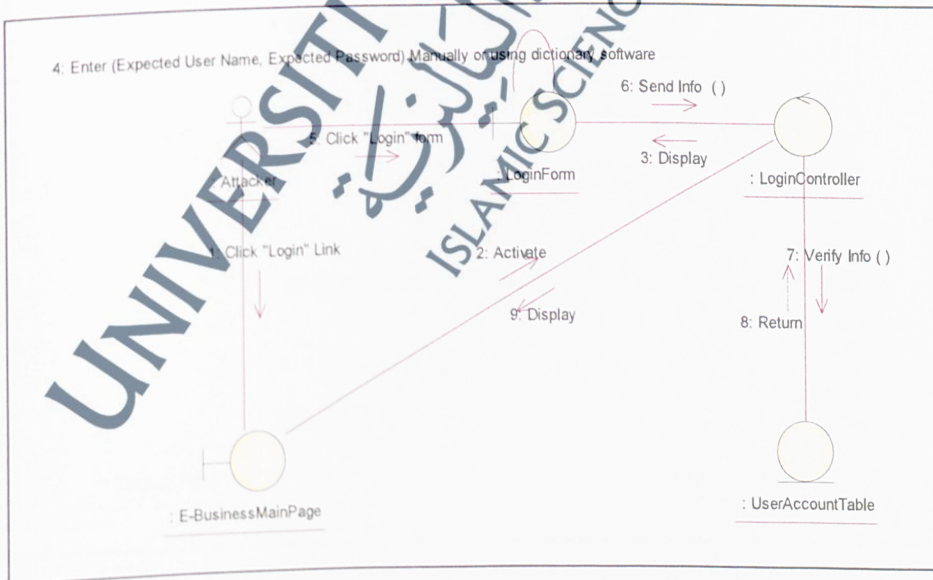 4: Enter (Expected User Name, Expected Password) Manually or using dictionary software
6: Send Info ( )
5: Click "Login" form
3: Display
: Attacker
: LoginForm
: LoginController
1: Click "Login" Link
2: Activate
7: Verify Info ( )
9: Display
8: Return
: E-BusinessMainPage
: UserAccountTable
UNIVERSITI
ISLAMIC SCIENC